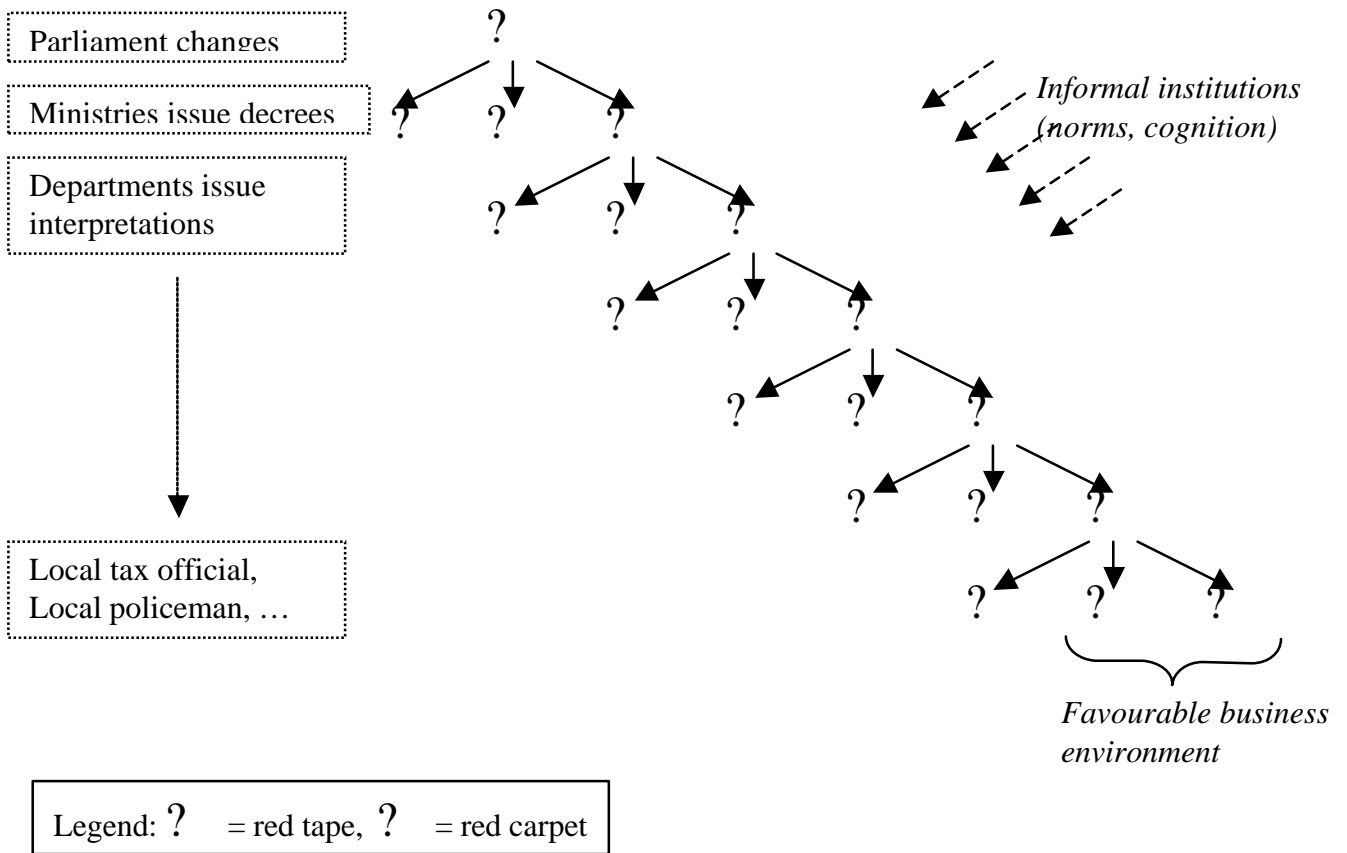 ?
Parliament changes
Ministries issue decrees
? ? ?
Informal institutions
(norms, cognition)
Departments issue
interpretations
? ? ?
? ? ?
? ? ?
? ? ?
Local tax official,
Local policeman, …
? ? ?
Favourable business
environment
Legend: ? = red tape, ? = red carpet